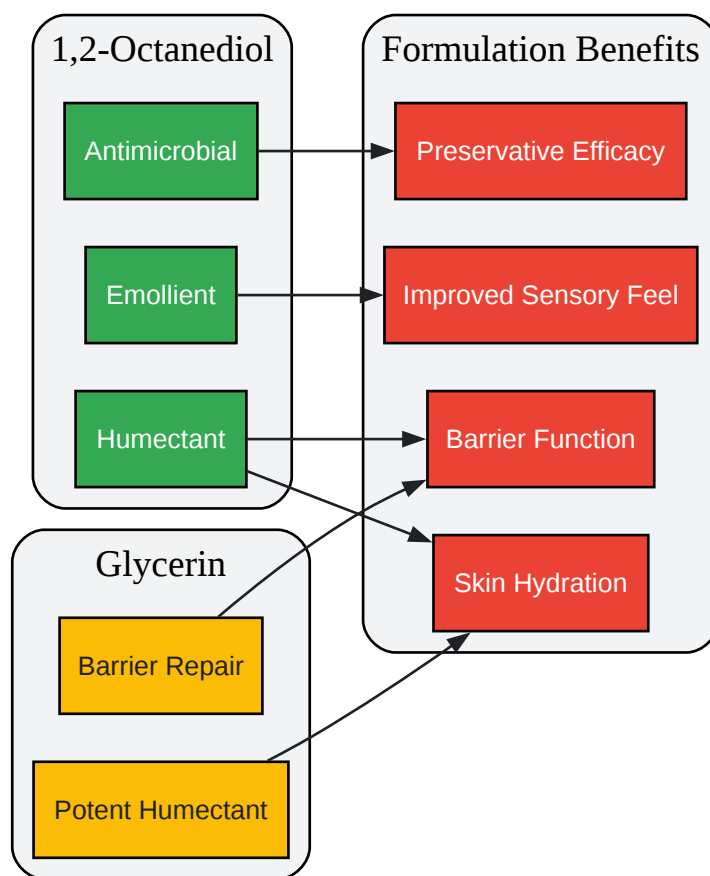 1,2-Octanediol
Antimicrobial
Emollient
Humectant
Glycerin
Barrier Repair
Potent Humectant
Formulation Benefits
Preservative Efficacy
Improved Sensory Feel
Barrier Function
Skin Hydration